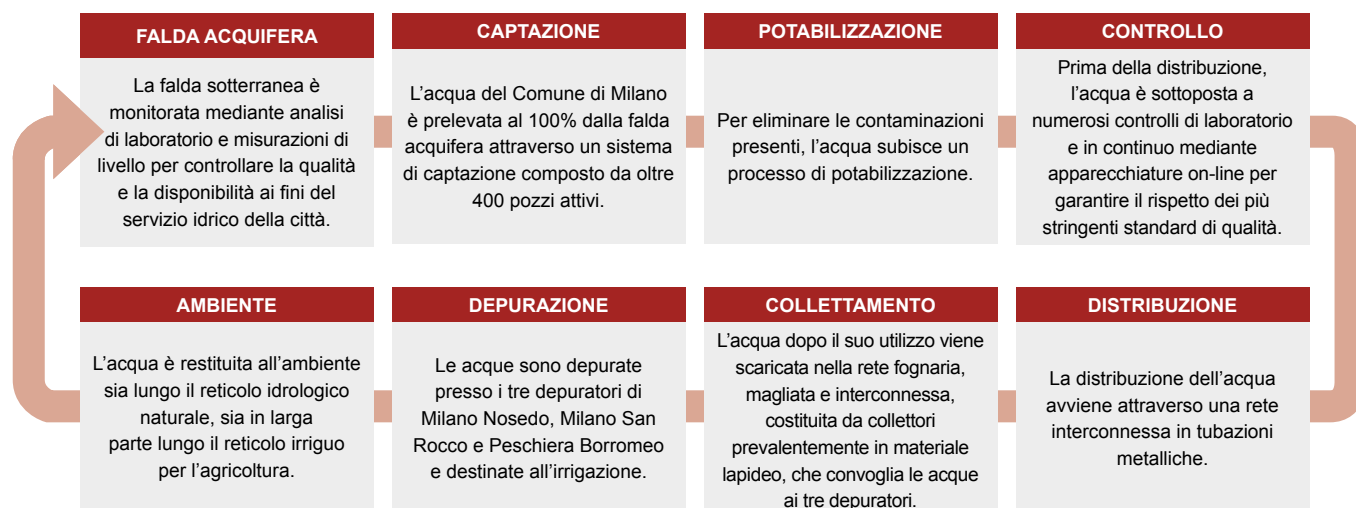 FALDA ACQUIFERA
La falda sotterranea è
monitorata mediante analisi
di laboratorio e misurazioni di
livello per controllare la qualità
e la disponibilità ai fini del
servizio idrico della città.
CAPTAZIONE
L'acqua del Comune di Milano
è prelevata al 100% dalla falda
acquifera attraverso un sistema
di captazione composto da oltre
400 pozzi attivi.
POTABILIZZAZIONE
Per eliminare le contaminazioni
presenti, l'acqua subisce un
processo di potabilizzazione.
CONTROLLO
Prima della distribuzione,
l'acqua è sottoposta a
numerosi controlli di laboratorio
e in continuo mediante
apparecchiature on-line per
garantire il rispetto dei più
stringenti standard di qualità.
AMBIENTE
L'acqua è restituita all'ambiente
sia lungo il reticolo idrologico
naturale, sia in larga
parte lungo il reticolo irriguo
per l'agricoltura.
DEPURAZIONE
Le acque sono depurate
presso i tre depuratori di
Milano Nosedo, Milano San
Rocco e Peschiera Borromeo
e destinate all'irrigazione.
COLLETTAMENTO
L'acqua dopo il suo utilizzo viene
scaricata nella rete fognaria,
magliata e interconnessa,
costituita da collettori
prevalentemente in materiale
lapideo, che convoglia le acque
ai tre depuratori.
DISTRIBUZIONE
La distribuzione dell'acqua
avviene attraverso una rete
interconnessa in tubazioni
metalliche.